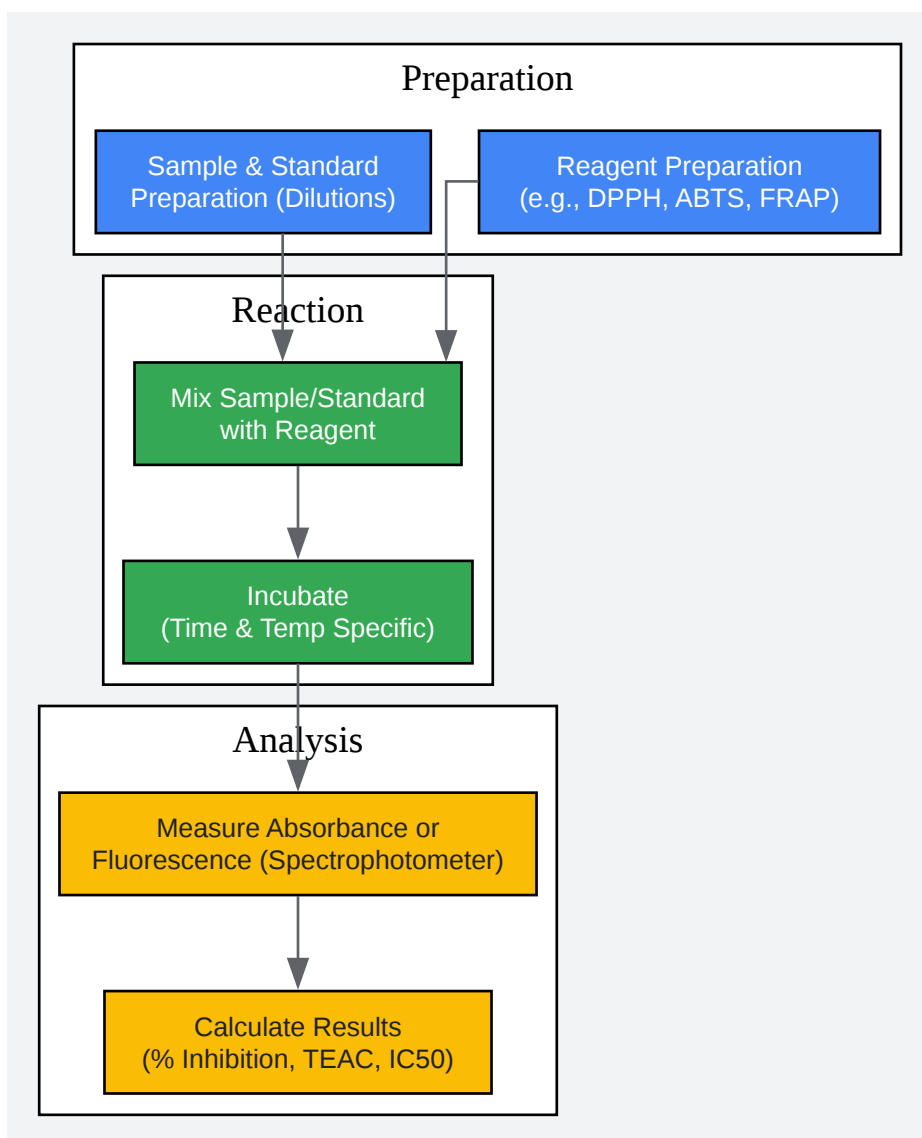 Preparation
Sample & Standard
Preparation (Dilutions)
Reagent Preparation
(e.g., DPPH, ABTS, FRAP)
Reaction
Mix Sample/Standard
with Reagent
Incubate
(Time & Temp Specific)
Analysis
Measure Absorbance or
Fluorescence (Spectrophotometer)
Calculate Results
(% Inhibition, TEAC, IC50)